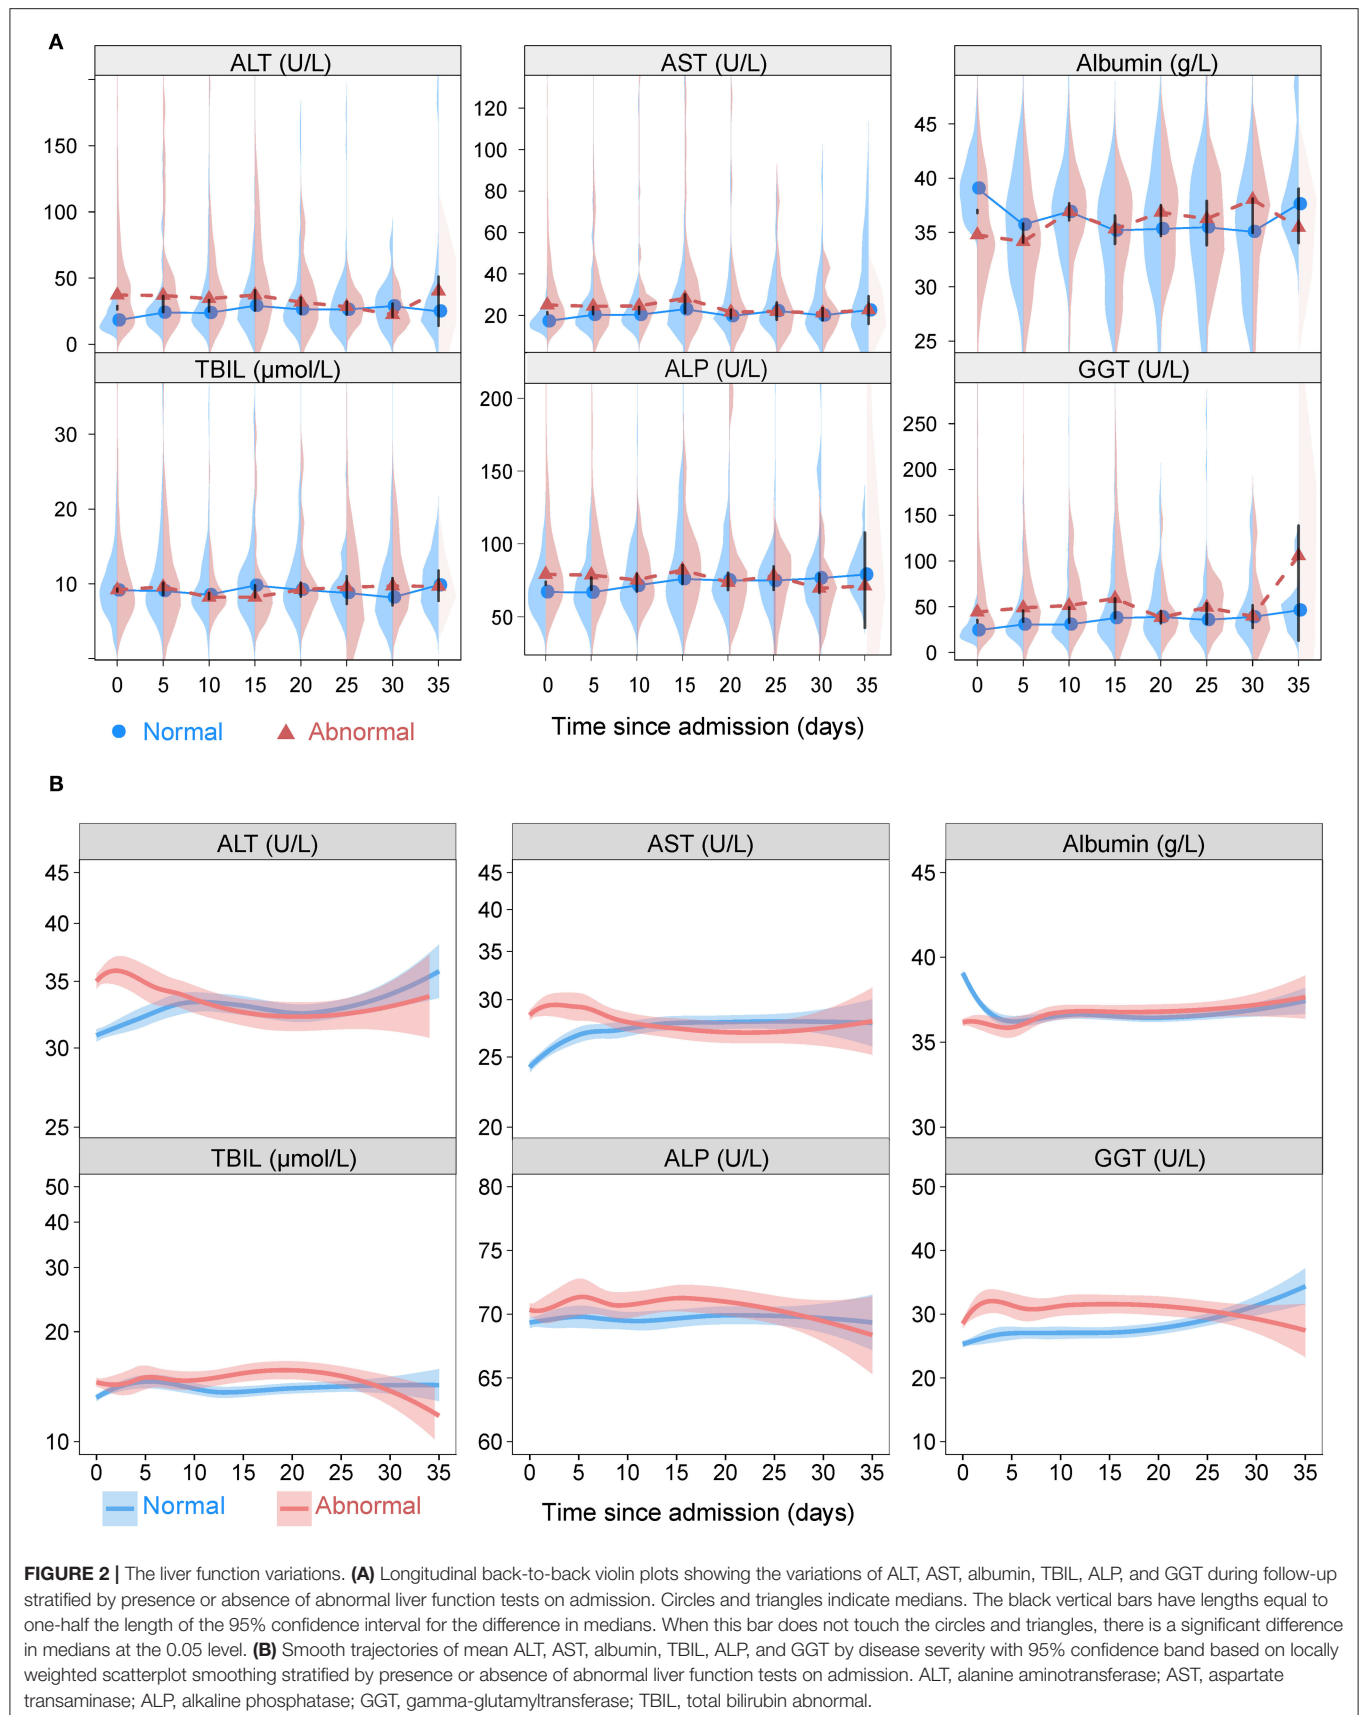 A
ALT (U/L)
AST (U/L)
Albumin (g/L)
150
100
50
0
120
100
80
60
40
20
45
40
35
30
25
TBIL (µmol/L)
ALP (U/L)
GGT (U/L)
30
20
10
200
150
100
50
250
200
150
100
50
0
0 5 10 15 20 25 30 35
0 5 10 15 20 25 30 35
0 5 10 15 20 25 30 35
Normal
Abnormal
Time since admission (days)
B
ALT (U/L)
AST (U/L)
Albumin (g/L)
45
40
35
30
25
45
40
35
30
25
20
45
40
35
30
TBIL (µmol/L)
ALP (U/L)
GGT (U/L)
50
40
30
20
10
80
75
70
65
60
50
40
30
20
10
0 5 10 15 20 25 30 35
0 5 10 15 20 25 30 35
0 5 10 15 20 25 30 35
Normal
Abnormal
Time since admission (days)
FIGURE 2 | The liver function variations. (A) Longitudinal back-to-back violin plots showing the variations of ALT, AST, albumin, TBIL, ALP, and GGT during follow-up
stratified by presence or absence of abnormal liver function tests on admission. Circles and triangles indicate medians. The black vertical bars have lengths equal to
one-half the length of the 95% confidence interval for the difference in medians. When this bar does not touch the circles and triangles, there is a significant difference
in medians at the 0.05 level. (B) Smooth trajectories of mean ALT, AST, albumin, TBIL, ALP, and GGT by disease severity with 95% confidence band based on locally
weighted scatterplot smoothing stratified by presence or absence of abnormal liver function tests on admission. ALT, alanine aminotransferase; AST, aspartate
transaminase; ALP, alkaline phosphatase; GGT, gamma-glutamyltransferase; TBIL, total bilirubin abnormal.